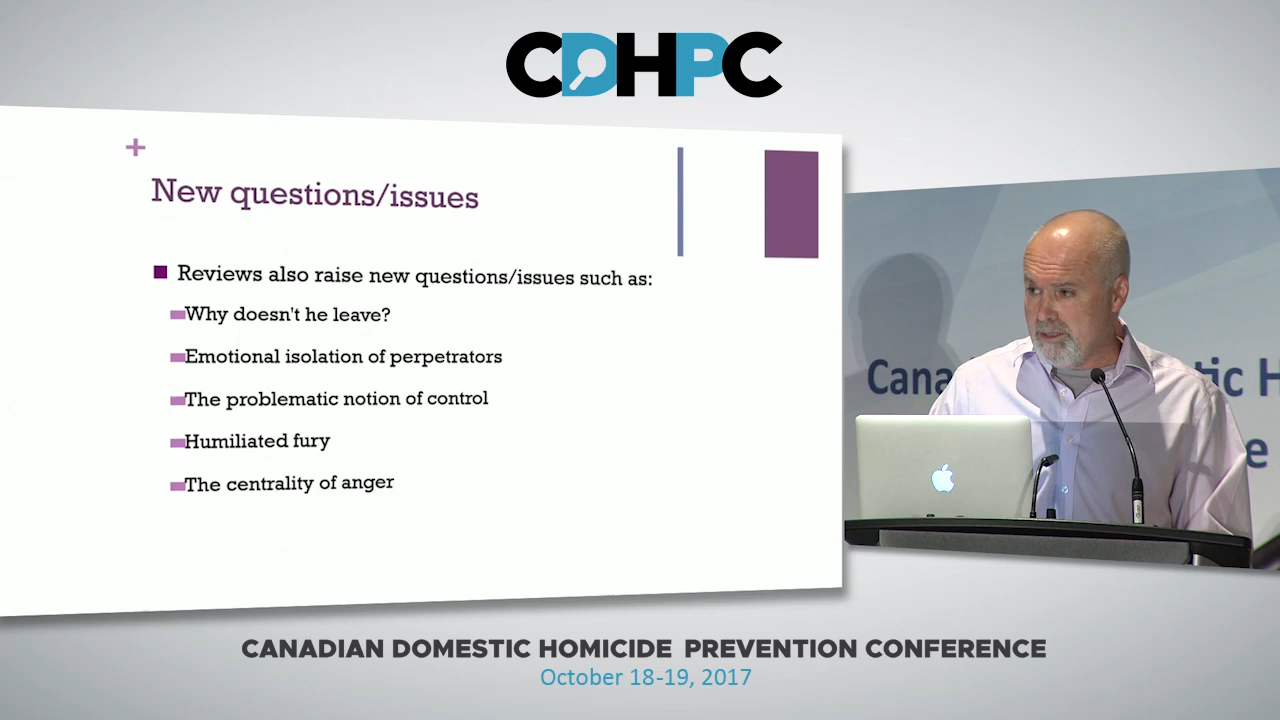 CDHPC
+
New questions/issues
Reviews also raise new questions/issues such as:
Why doesn't he leave?
Emotional isolation of perpetrators
The problematic notion of control
Humiliated fury
The centrality of anger
Cana tic H
e
CANADIAN DOMESTIC HOMICIDE PREVENTION CONFERENCE
October 18-19, 2017